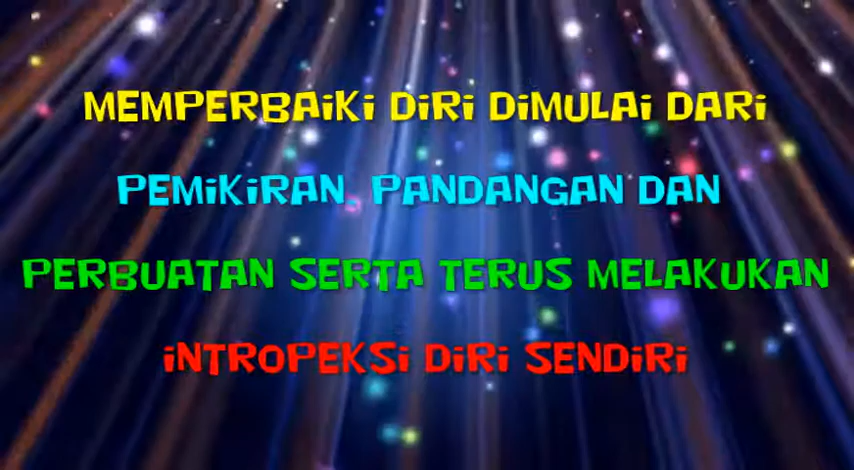 MEMPERBAIKI DIRI DIMULAI DARI
PEMIKIRAN, PANDANGAN DAN
PERBUATAN SERTA TERUS MELAKUKAN
INTROPEKSI DIRI SENDIRI